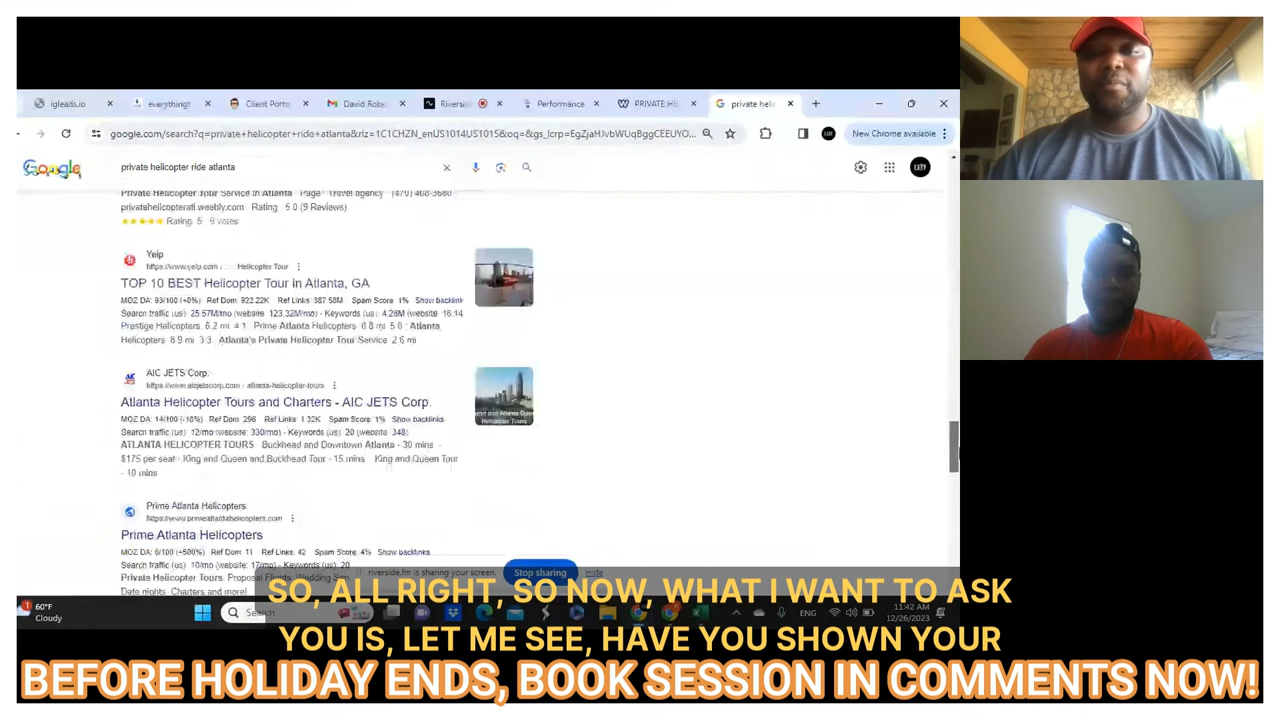 igleads.io
everything!
Client Porta
David Robe
Riversi
Performance
PRIVATE HE
private helic
google.com/search?q=private+helicopter+ride+atlanta&rlz=1C1CHZN_enUS1014US1015&oq=&gs_lcrp=EgZjaHJvbWUqBggCEEUYO...
New Chrome available
Google
private helicopter ride atlanta
Private Helicopter Tour Service in Atlanta Page · Travel agency (470) 408-3680
privatehelicopteratl.weebly.com Rating 5.0 (9 Reviews)
Rating 5 9 votes
Yelp
https://www.yelp.com › ... Helicopter Tour
TOP 10 BEST Helicopter Tour in Atlanta, GA
MOZ DA: 93/100 (+0%) Ref Dom 922.22K Ref Links 387.58M Spam Score 1% Show backlink
Search traffic (us): 25.57M/mo (website 123.32M/mo) - Keywords (us) 4.28M (website 16.14
Prestige Helicopters 6.2 mi 4.1 Prime Atlanta Helicopters 8.8 mi 5.0 Atlanta
Helicopters 8.9 mi 3.3 Atlanta's Private Helicopter Tour Service 2.6 mi
AIC JETS Corp.
https://www.aicjetscorp.com › atlanta-helicopter-tours
Atlanta Helicopter Tours and Charters - AIC JETS Corp.
MOZ DA: 14/100 (-18%) Ref Dom 296 Ref Links 1.32K Spam Score 1% Show backlinks
Search traffic (us): 12/mo (website: 330/mo) - Keywords (us) 20 (website 348)
ATLANTA HELICOPTER TOURS Buckhead and Downtown Atlanta - 30 mins -
$175 per seat · King and Queen and Buckhead Tour - 15 mins King and Queen Tour
- 10 mins
Prime Atlanta Helicopters
https://www.primeatlantahelicopters.com
Prime Atlanta Helicopters
MOZ DA: 6/100 (+500%) Ref Dom 11 Ref Links 42 Spam Score 4% Show backlinks
Search traffic (us): 10/mo (website: 17/mo) - Keywords (us) 20
Private Helicopter Tours. Proposal Flights, Wedding Sen
Date nights, Charters and more!
riverside.fm is sharing your screen.
Stop sharing
Hide
60°F
Cloudy
Search
ENG
11:42 AM
12/26/2023
SO, ALL RIGHT, SO NOW, WHAT I WANT TO ASK
YOU IS, LET ME SEE, HAVE YOU SHOWN YOUR
BEFORE HOLIDAY ENDS, BOOK SESSION IN COMMENTS NOW!